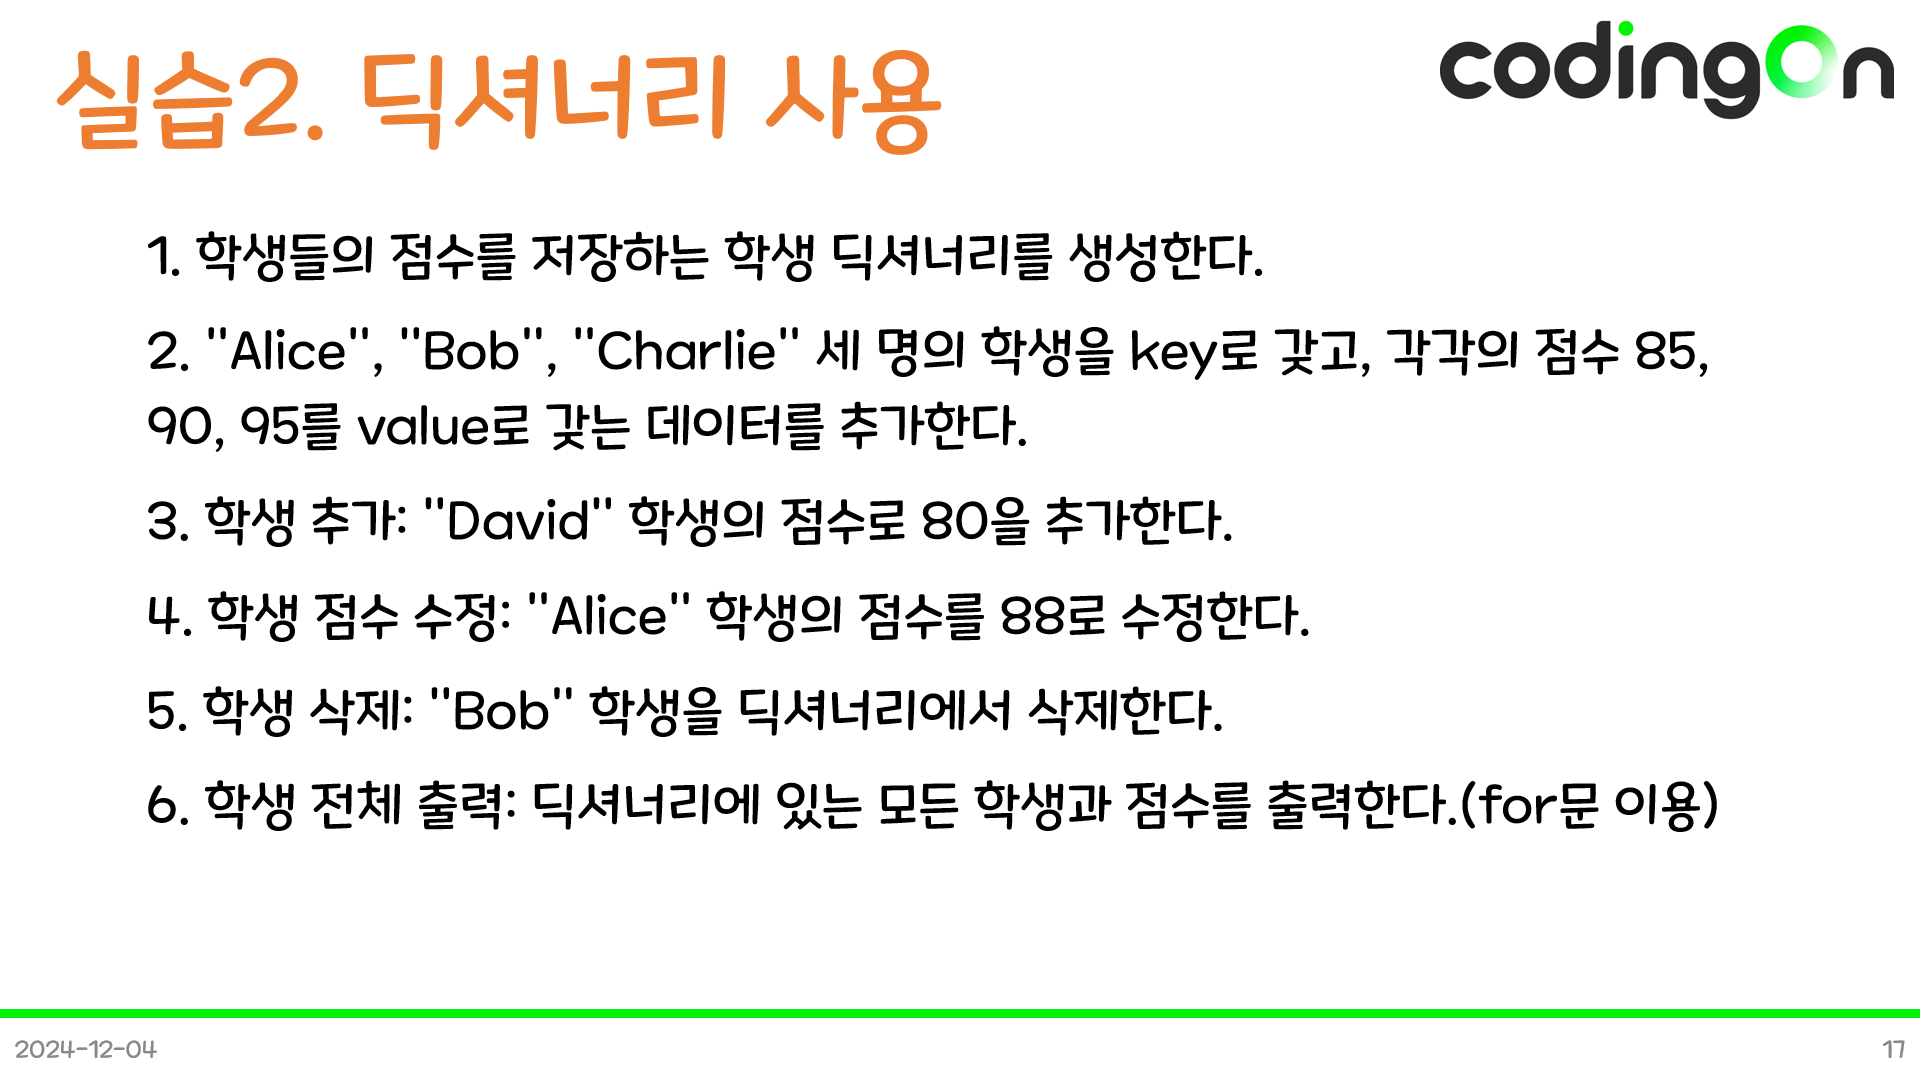 실습2. 딕셔너리 사용
codingOn
1. 학생들의 점수를 저장하는 학생 딕셔너리를 생성한다.
2. "Alice", "Bob", "Charlie" 세 명의 학생을 key로 갖고, 각각의 점수 85,
90, 95를 value로 갖는 데이터를 추가한다.
3. 학생 추가: "David" 학생의 점수로 80을 추가한다.
4. 학생 점수 수정: "Alice" 학생의 점수를 88로 수정한다.
5. 학생 삭제: "Bob" 학생을 딕셔너리에서 삭제한다.
6. 학생 전체 출력: 딕셔너리에 있는 모든 학생과 점수를 출력한다.(for문 이용)
2024-12-04
17